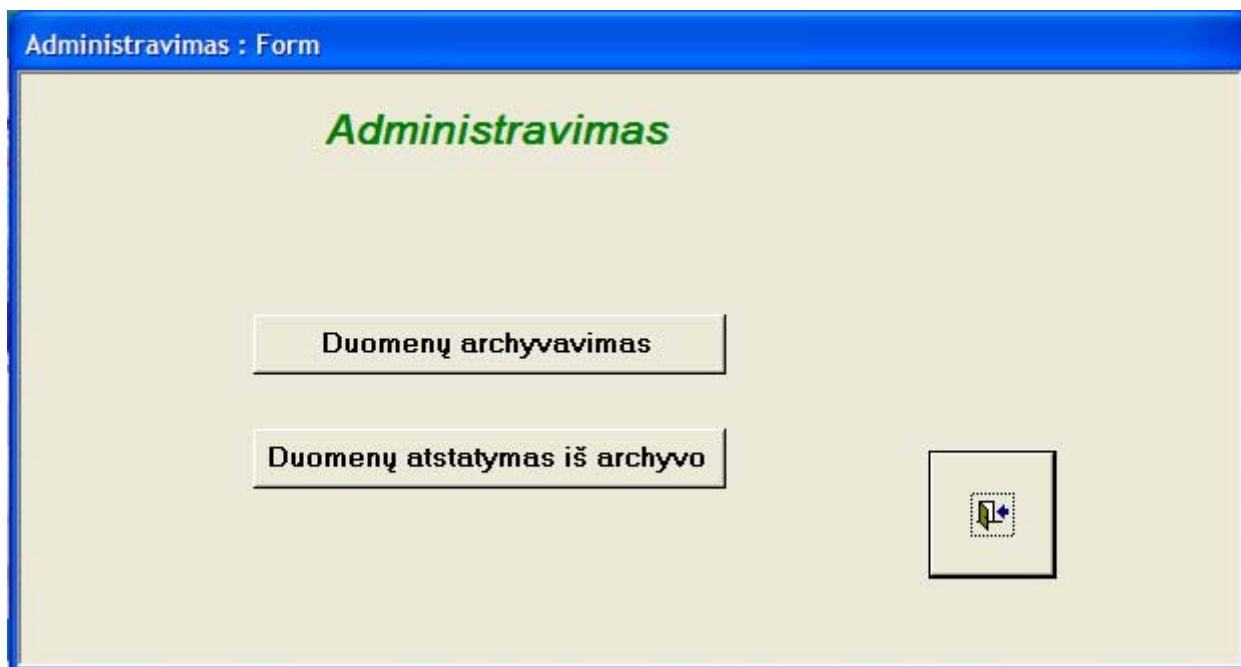 Administravimas : Form
Administravimas
Duomenų archyvavimas
Duomenų atstatymas iš archyvo